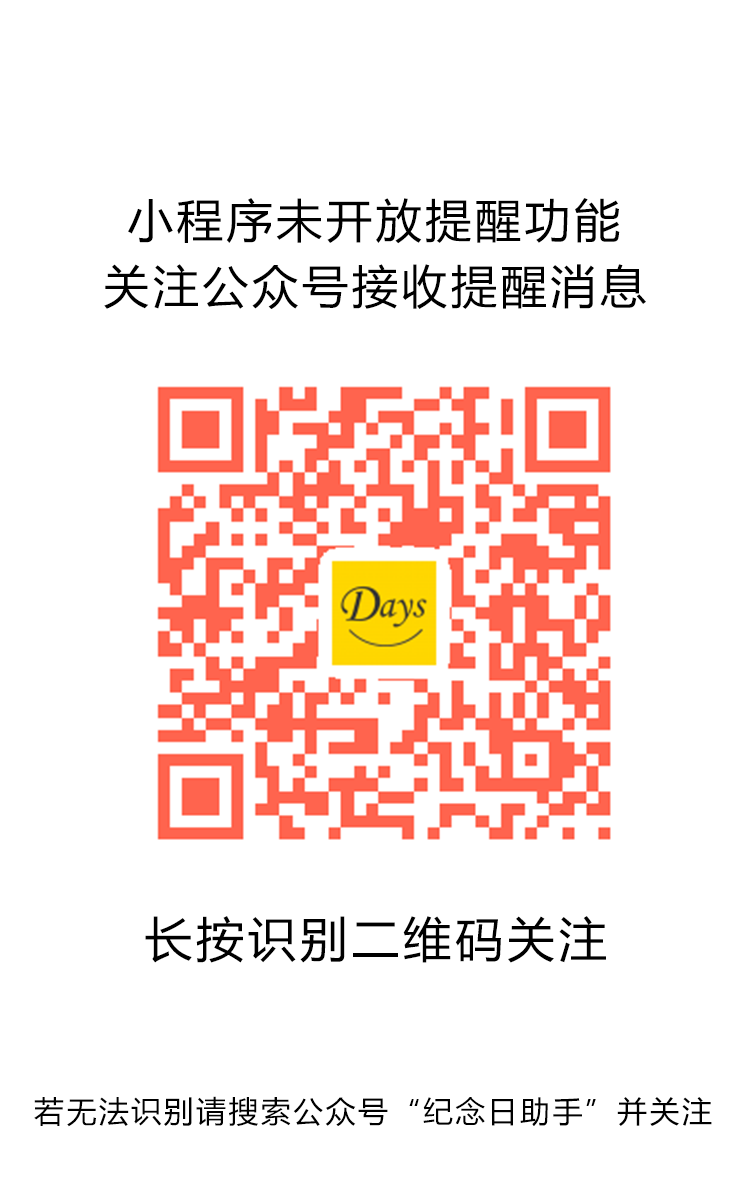 小程序未开放提醒功能
关注公众号接收提醒消息
Days
长按识别二维码关注
若无法识别请搜索公众号“纪念日助手”并关注